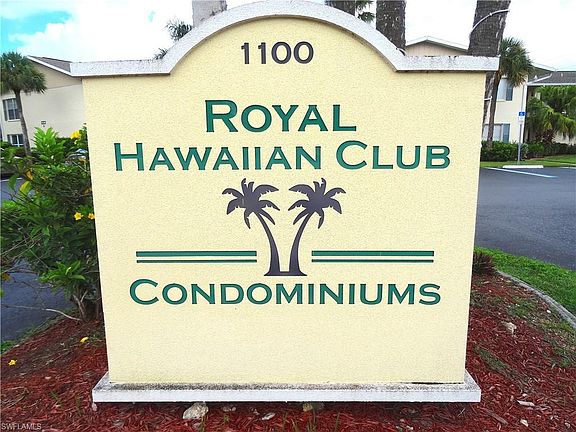 1100
ROYAL
HAWAIIAN CLUB
CONDOMINIUMS
SWFLAMLS